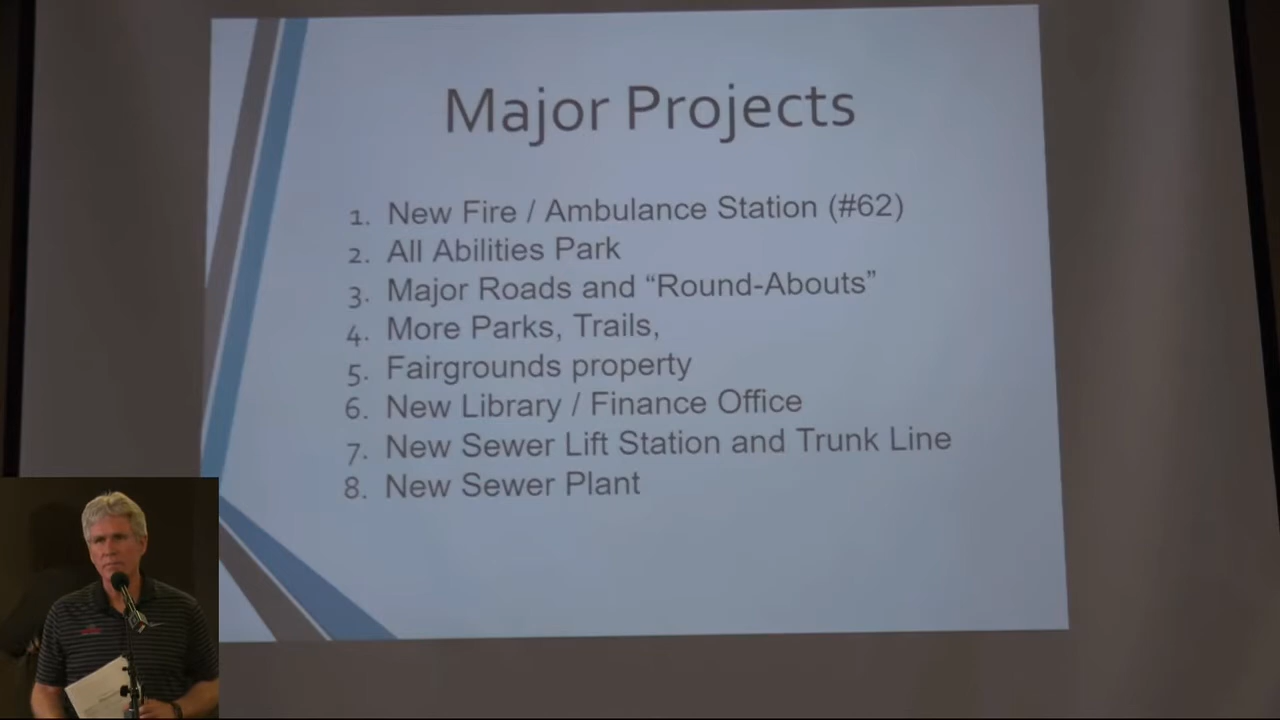 Major Projects
1. New Fire / Ambulance Station (#62)
2. All Abilities Park
3. Major Roads and “Round-Abouts”
4. More Parks, Trails,
5. Fairgrounds property
6. New Library / Finance Office
7. New Sewer Lift Station and Trunk Line
8. New Sewer Plant